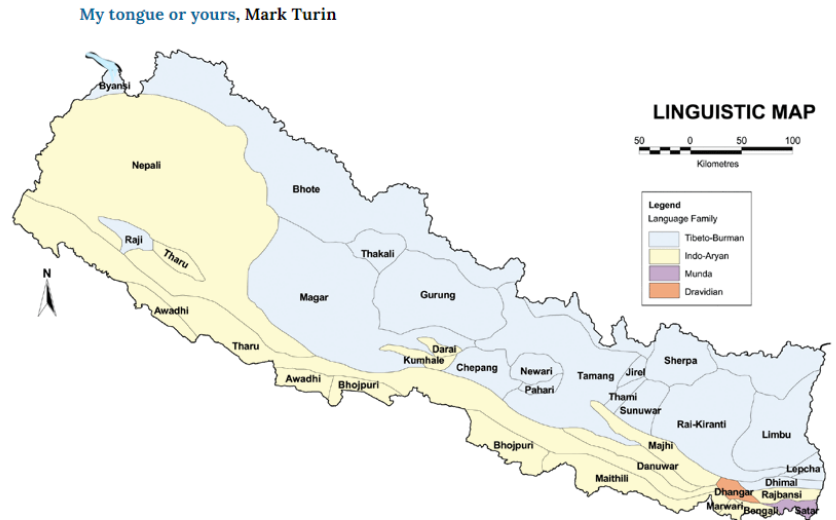 My tongue or yours, Mark Turin
LINGUISTIC MAP
50 0 50 100
Kilometres
Legend
Language Family
Tibeto-Burman
Indo-Aryan
Munda
Dravidian
N
Byansi
Nepali
Bhote
Raji
Tharu
Thakali
Magar
Gurung
Awadhi
Tharu
Darai
Kumhale
Chepang
Awadhi
Bhojpuri
Newari
Pahari
Tamang
Jirel
Sherpa
Thami
Sunuwar
Rai-Kiranti
Limbu
Bhojpuri
Majhi
Danuwar
Maithili
Lepcha
Dhimal
Dhangar
Rajbansi
Marwari
Bengali
Satar